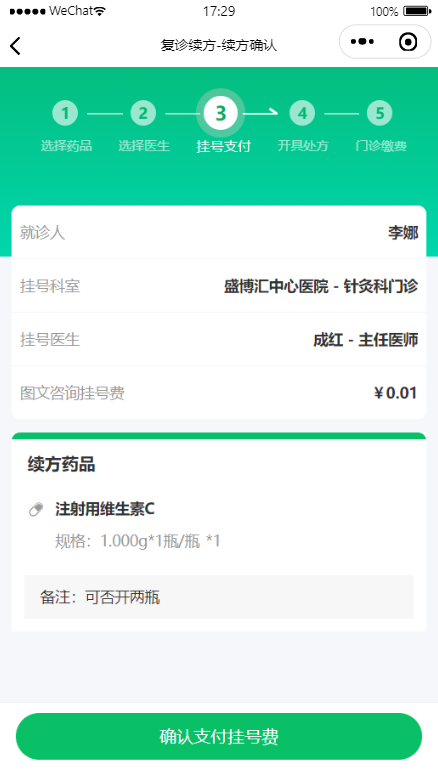 WeChat 17:29 100%
复诊续方-续方确认
1 2 3 4 5
选择药品 选择医生 挂号支付 开具处方 门诊缴费
就诊人 李娜
挂号科室 盛博汇中心医院 - 针灸科门诊
挂号医生 成红 - 主任医师
图文咨询挂号费 ￥0.01
续方药品
注射用维生素C
规格：1.000g*1瓶/瓶 *1
备注：可否开两瓶
确认支付挂号费